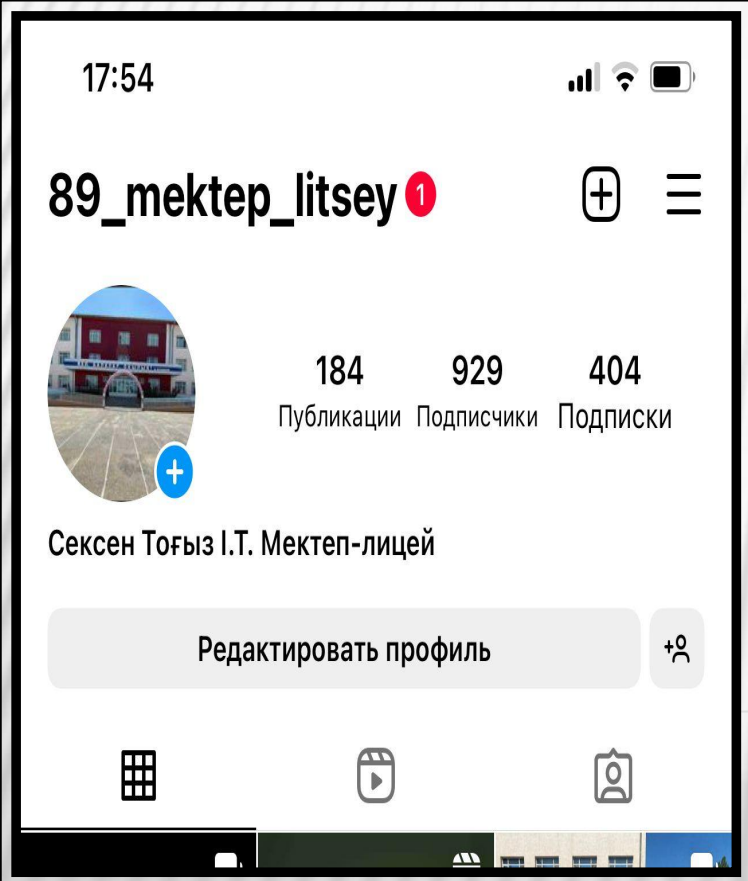 17:54
89_mektep_litsey 1
184 929 404
Публикации Подписчики Подписки
Сексен Тоғыз І.Т. Мектеп-лицей
Редактировать профиль